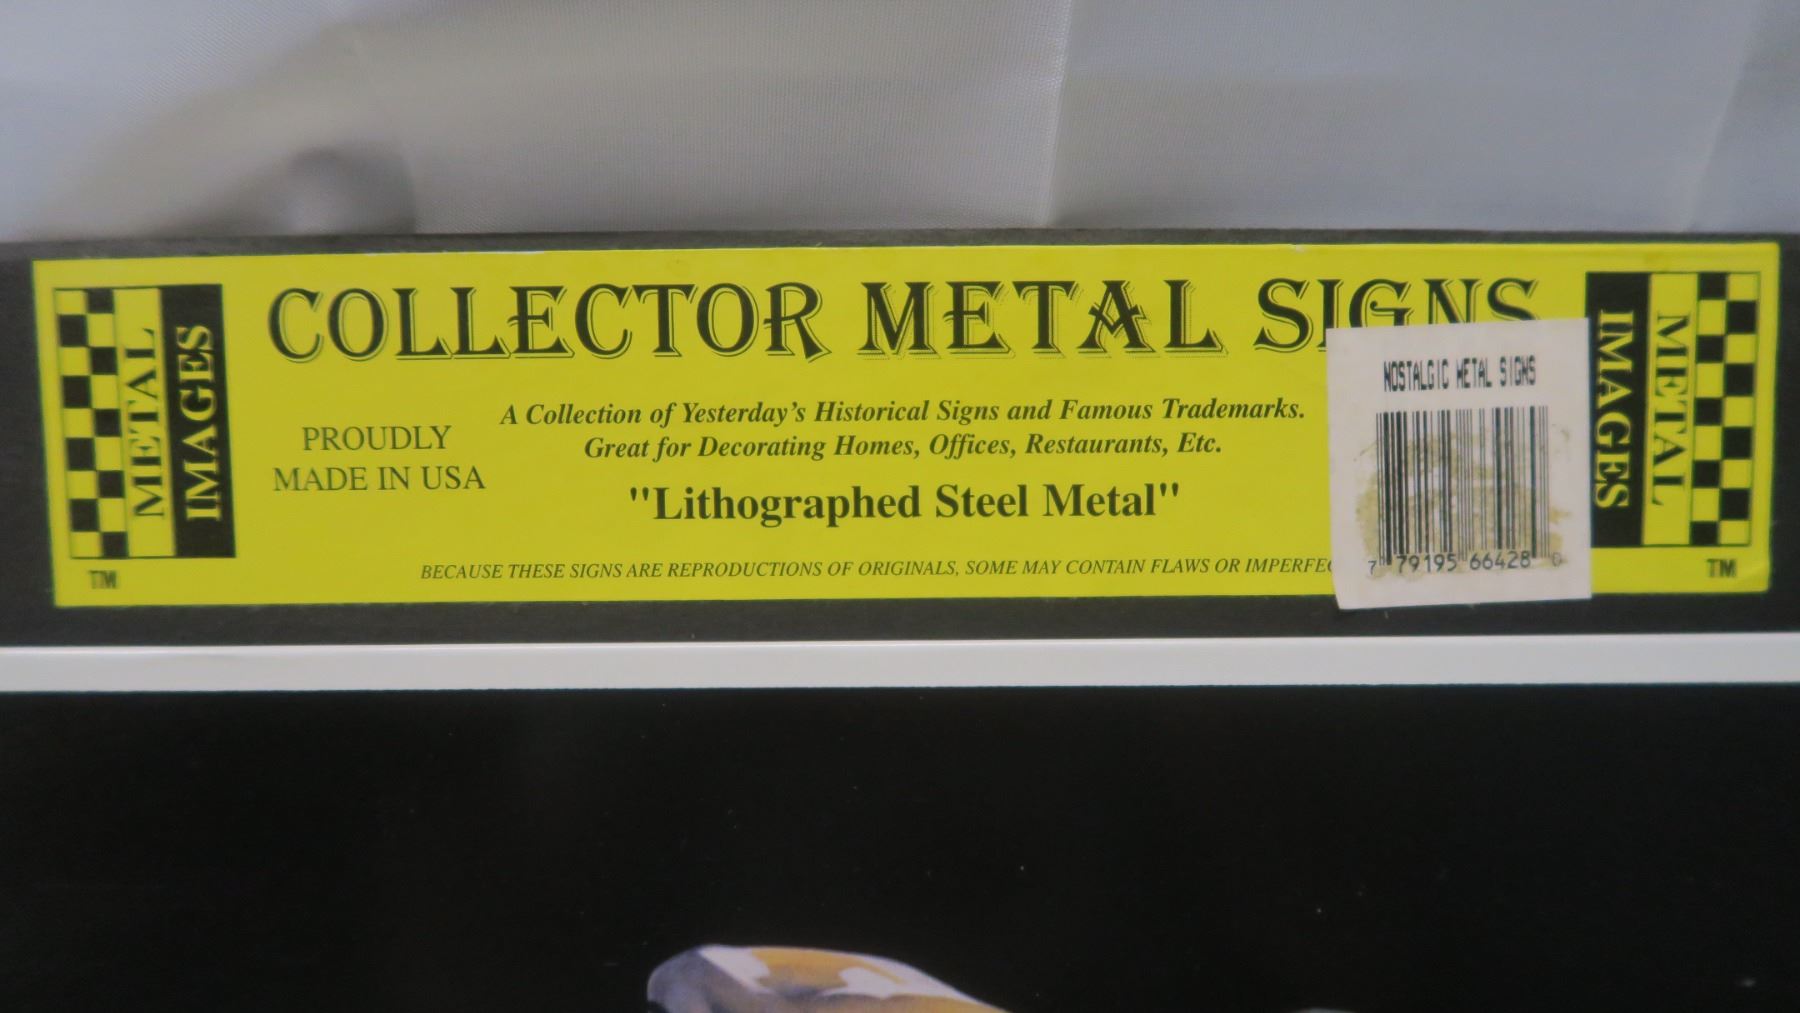 METAL
IMAGES
TM
COLLECTOR METAL SIGNS
PROUDLY
MADE IN USA
A Collection of Yesterday's Historical Signs and Famous Trademarks.
Great for Decorating Homes, Offices, Restaurants, Etc.
"Lithographed Steel Metal"
BECAUSE THESE SIGNS ARE REPRODUCTIONS OF ORIGINALS, SOME MAY CONTAIN FLAWS OR IMPERFEC
NOSTALGIC METAL SIGNS
7 79195 66428 0
METAL
IMAGES
TM